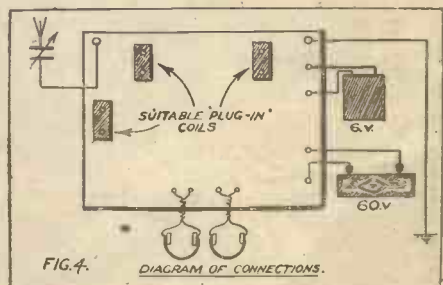 SUITABLE "PLUG-IN"
COILS
6.v.
60.v
FIG.4.
DIAGRAM OF CONNECTIONS.